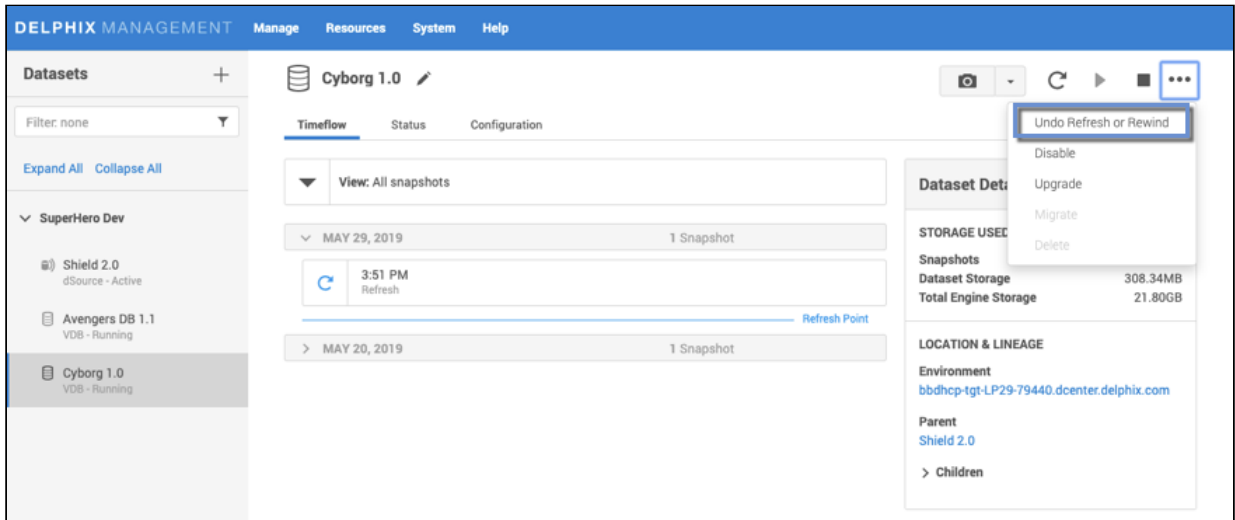 DELPHIX MANAGEMENT Manage Resources System Help
Datasets
Filter: none
Expand All Collapse All
SuperHero Dev
Shield 2.0
dSource - Active
Avengers DB 1.1
VDB - Running
Cyborg 1.0
VDB - Running
Cyborg 1.0
Timeflow Status Configuration
View: All snapshots
MAY 29, 2019 1 Snapshot
3:51 PM
Refresh
Refresh Point
MAY 20, 2019 1 Snapshot
Undo Refresh or Rewind
Disable
Upgrade
Migrate
Delete
Dataset
STORAGE USED
Snapshots
Dataset Storage 308.34MB
Total Engine Storage 21.80GB
LOCATION & LINEAGE
Environment
bbdhcp-tgt-LP29-79440.dcenter.delphix.com
Parent
Shield 2.0
Children